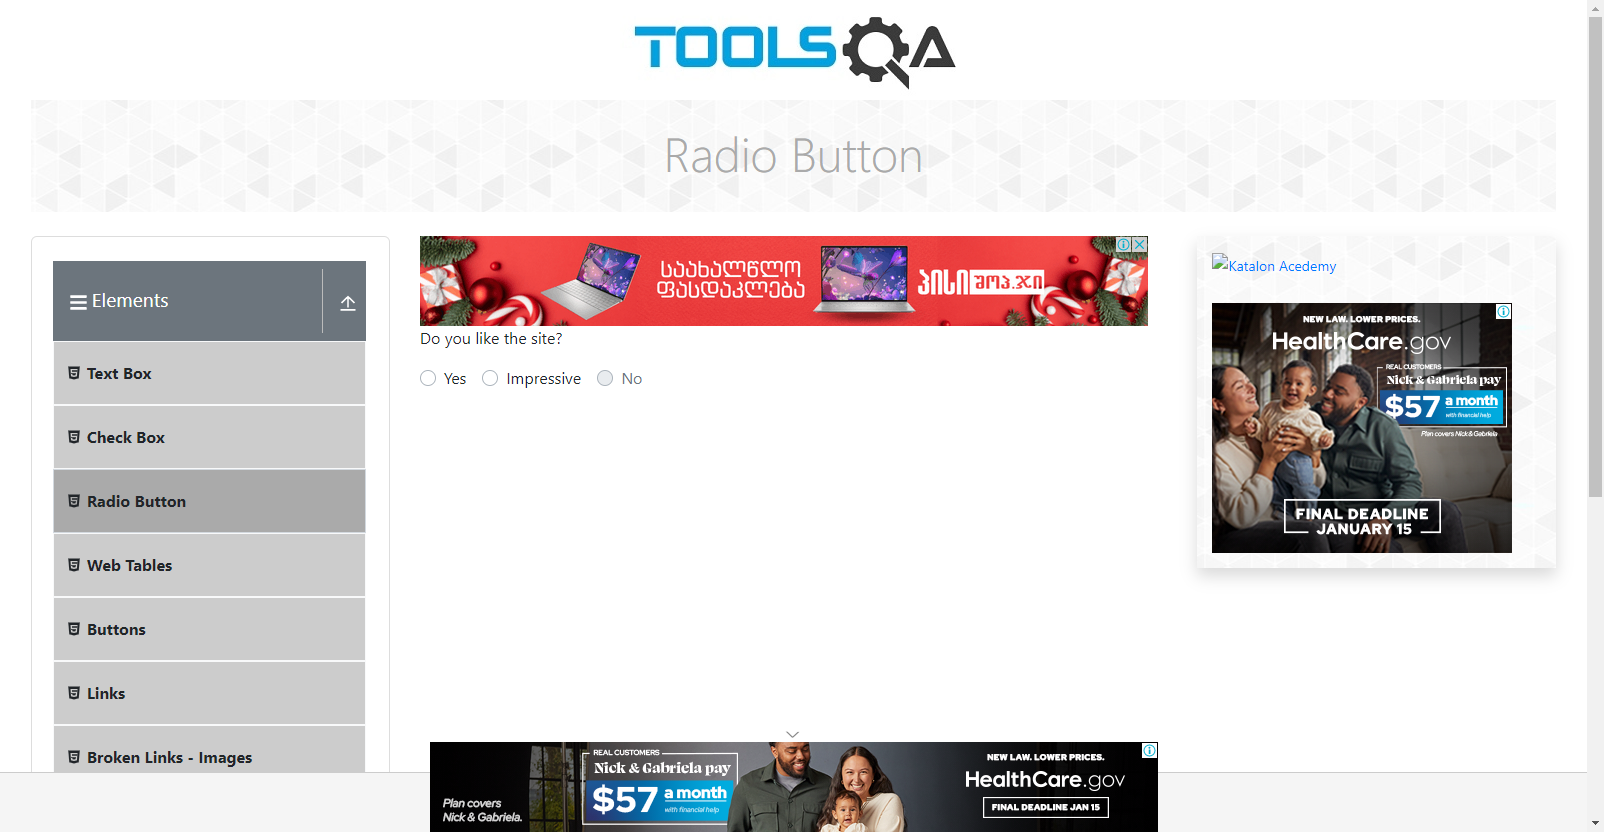 TOOLSQA
Radio Button
Elements
Text Box
Check Box
Radio Button
Web Tables
Buttons
Links
Broken Links - Images
საახალწლო
ფასდაკლება
პისიშოპ.ჯი
Do you like the site?
Yes
Impressive
No
Katalon Acedemy
NEW LAW. LOWER PRICES.
HealthCare.gov
REAL CUSTOMERS
Nick & Gabriela pay
$57 a month
with financial help
Plan covers Nick & Gabriela
FINAL DEADLINE
JANUARY 15
Plan covers
Nick & Gabriela.
REAL CUSTOMERS
Nick & Gabriela pay
$57 a month
with financial help
NEW LAW. LOWER PRICES.
HealthCare.gov
FINAL DEADLINE JAN 15